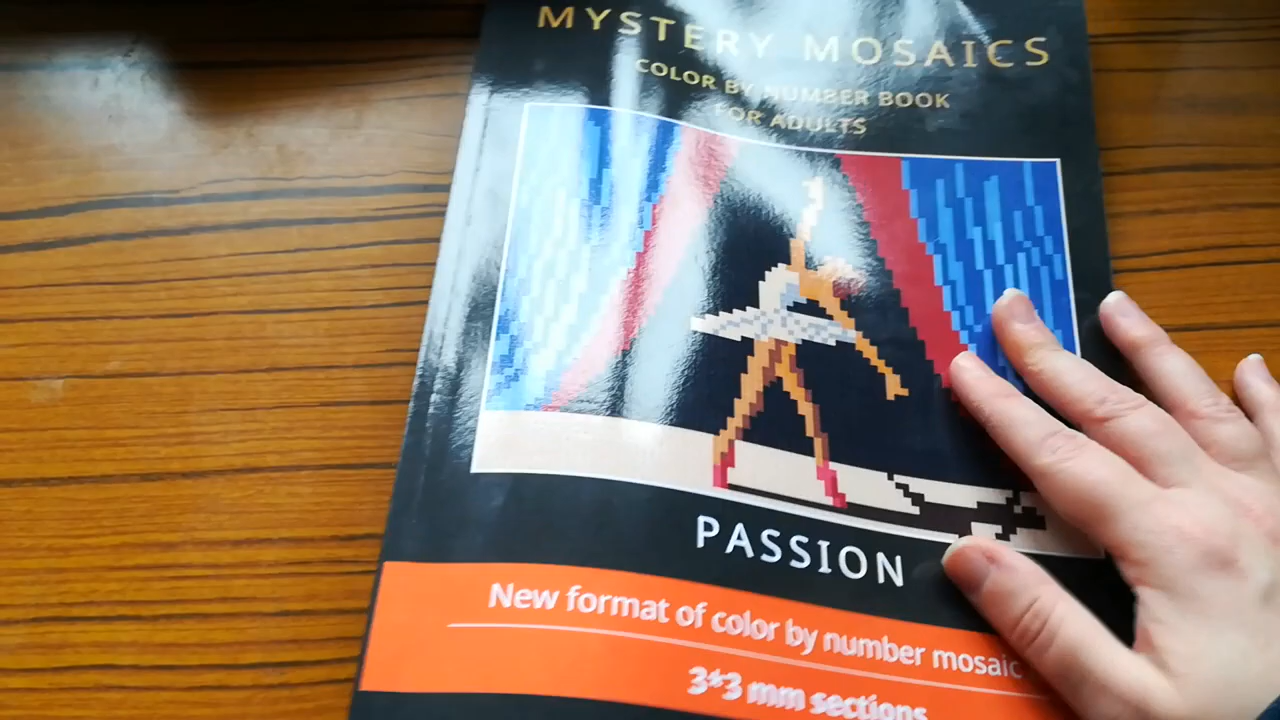 MYSTERY MOSAICS
COLOR BY NUMBER BOOK
FOR ADULTS
PASSION
New format of color by number mosaic
3*3 mm sections